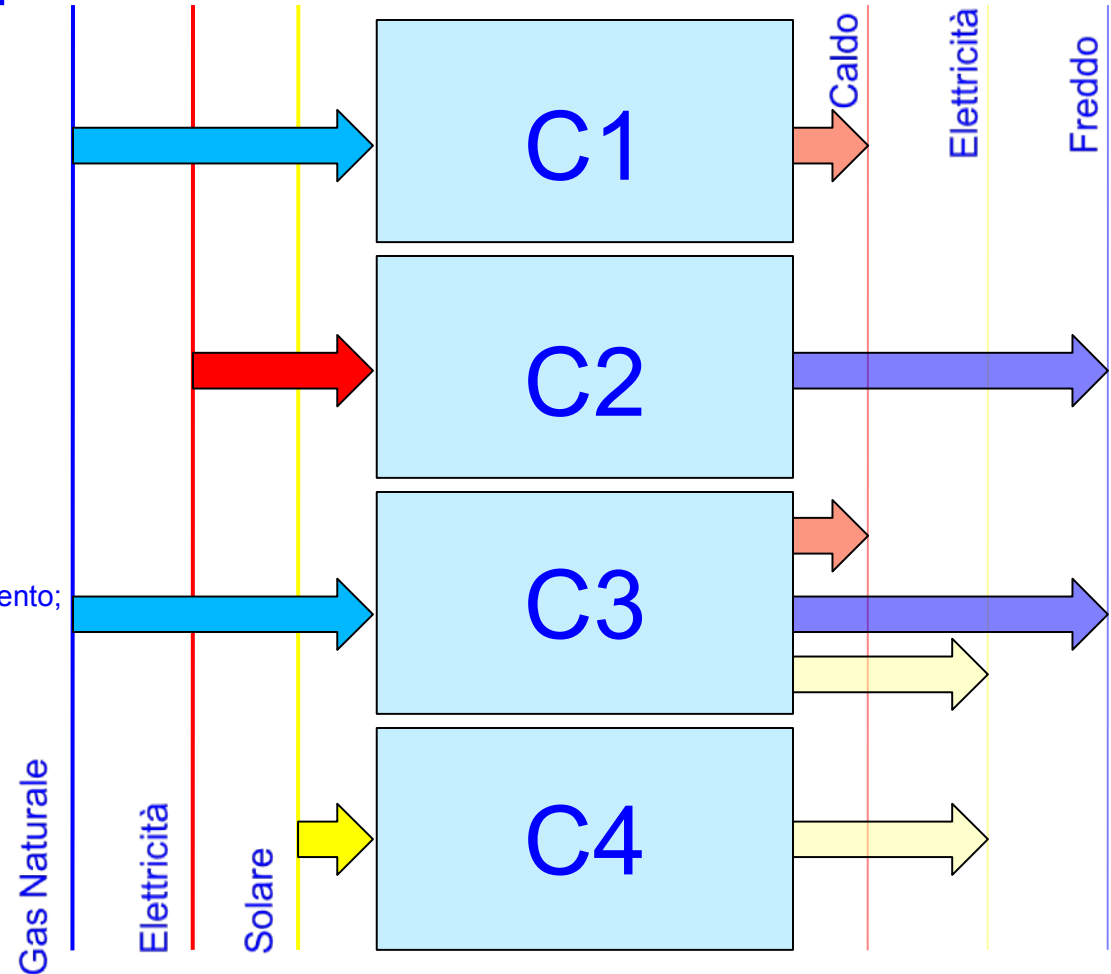 Caldo
Elettricità
Freddo
C1
C2
C3
ento;
C4
Gas Naturale
Elettricità
Solare